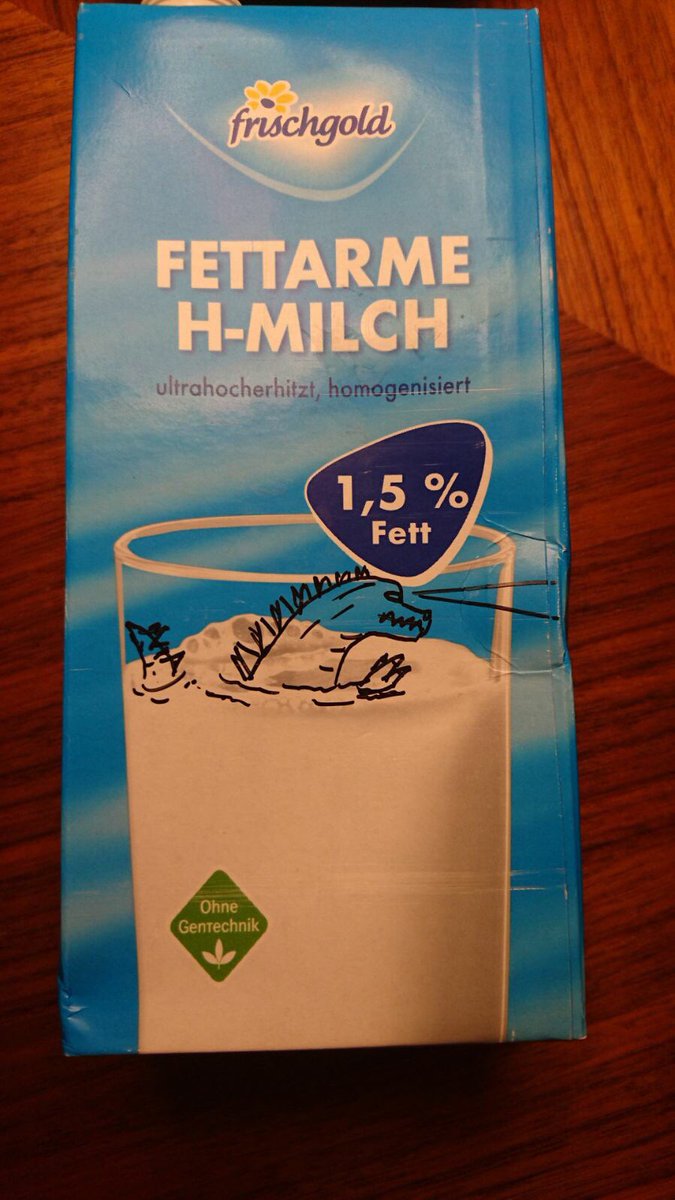 frischgold
FETTARME
H-MILCH
ultrahocherhitzt, homogenisiert
1,5 %
Fett
Ohne
Gentechnik